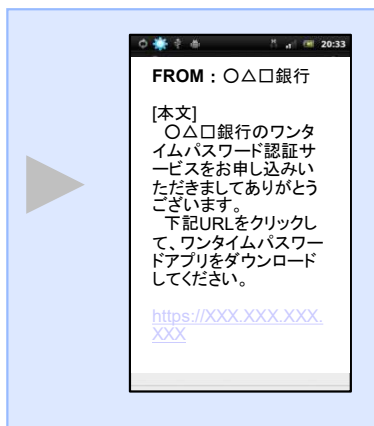 20:33
FROM：〇△□銀行
[本文]
　〇△□銀行のワンタ
イムパスワード認証サ
ービスをお申し込みい
ただきましてありがとう
ございます。
　下記URLをクリックし
て、ワンタイムパスワー
ドアプリをダウンロード
してください。
https://XXX.XXX.XXX.
XXX